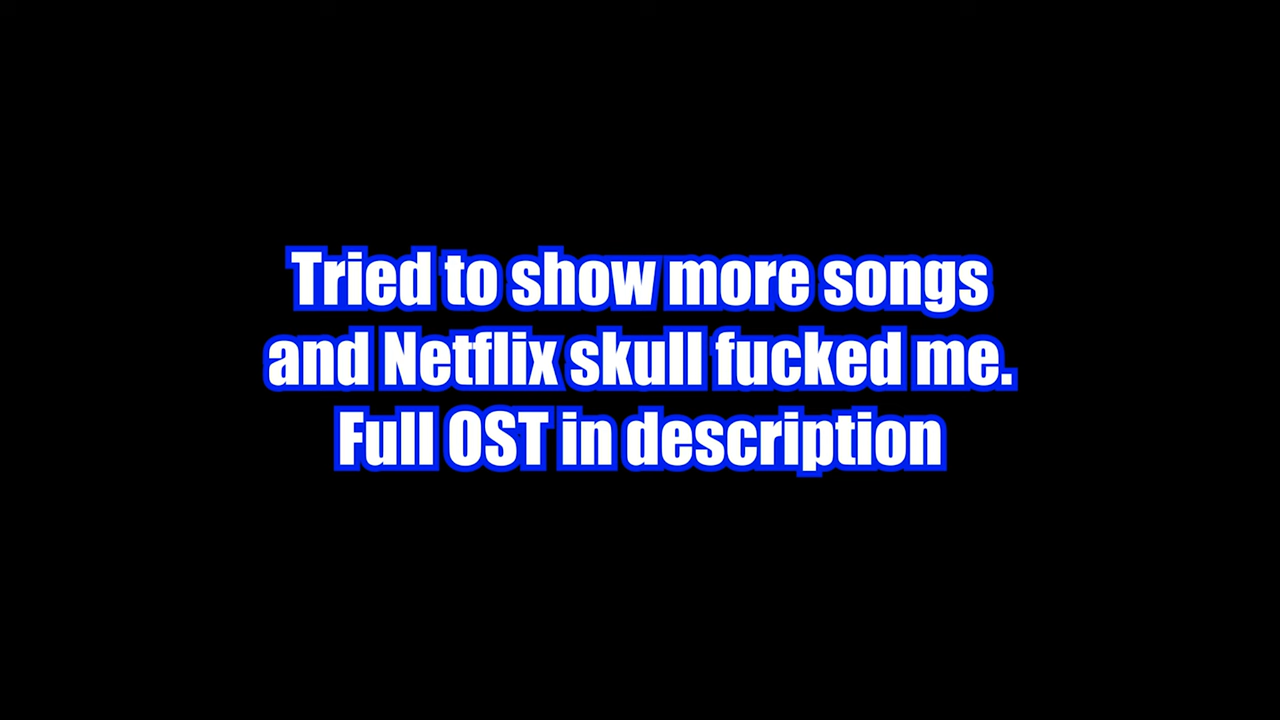 Tried to show more songs
and Netflix skull fucked me.
Full OST in description